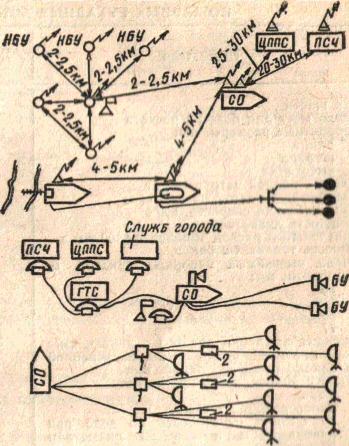 НБУ НБУ НБУ
2-2,5км
2-2,5км
2-2,5км
2-2,5км
25-30км
ЦППС
ПСЧ
20-30км
СО
4-5км
4-5км
Служб города
ПСЧ ЦППС
ГТС
СО
БУ
БУ
СО
1
2
1
2
1
2